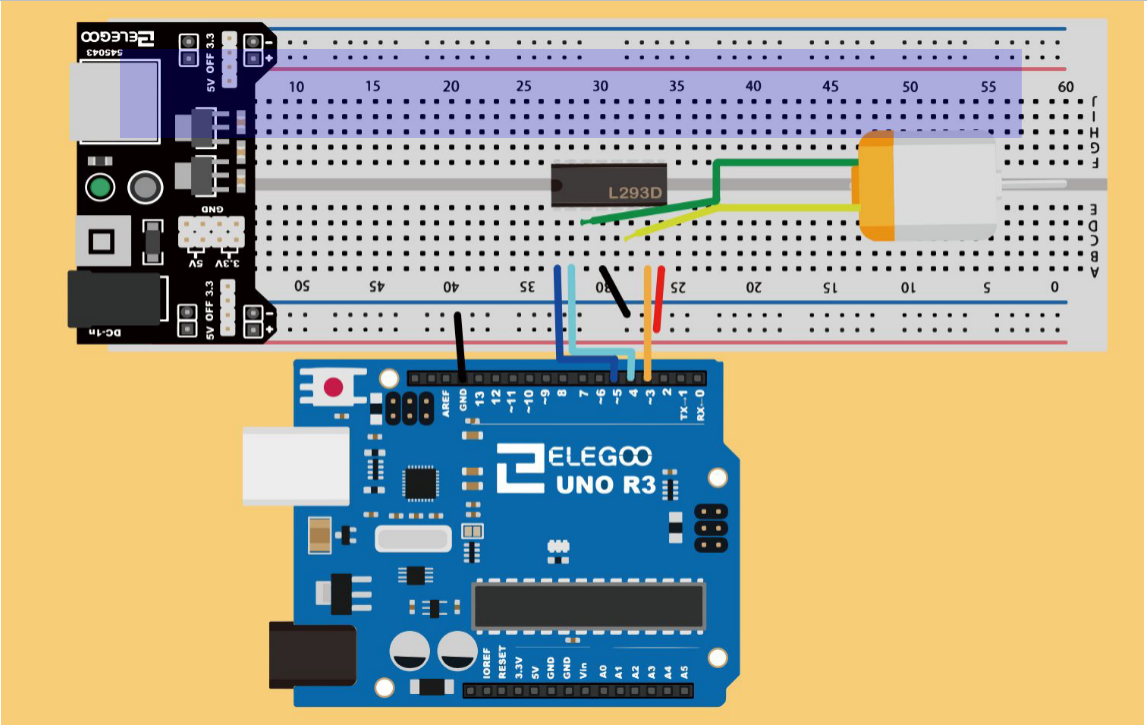 ELEGOO
545043
5V OFF 3.3
10 15 20 25 30 35 40 45 50 55 60
J
I
H
G
F
L293D
GND
5V
3.3V
E
D
C
B
A
50 45 40 35 30 25 20 15 10 5 0
5V OFF 3.3
AREF
GND
13
12
~11
~10
~9
8
7
~6
~5
4
~3
2
TX→1
RX←0
ELEGOO
UNO R3
IOREF
RESET
3.3V
5V
GND
GND
Vin
A0
A1
A2
A3
A4
A5